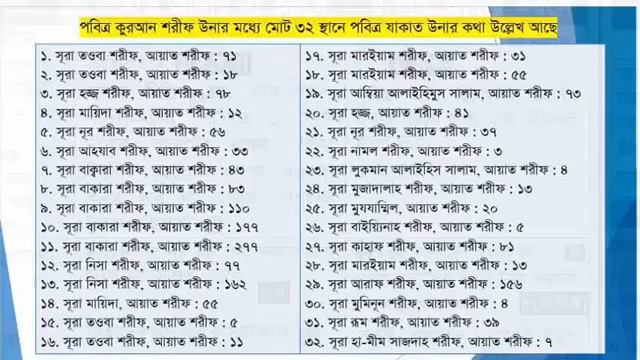 পবিত্র কুরআন শরীফ উনার মধ্যে মোট ৩২ স্থানে পবিত্র যাকাত উনার কথা উল্লেখ আছে
১. সূরা তওবা শরীফ, আয়াত শরীফ : ৭১
২. সূরা তওবা শরীফ, আয়াত শরীফ : ১৮
৩. সূরা হজ্জ শরীফ, আয়াত শরীফ : ৭৮
৪. সূরা মায়িদা শরীফ, আয়াত শরীফ : ১২
৫. সূরা নূর শরীফ, আয়াত শরীফ : ৫৬
৬. সূরা আহযাব শরীফ, আয়াত শরীফ : ৩৩
৭. সূরা বাক্বারা শরীফ, আয়াত শরীফ : ৪৩
৮. সূরা বাকারা শরীফ, আয়াত শরীফ : ৮৩
৯. সূরা বাকারা শরীফ, আয়াত শরীফ : ১১০
১০. সূরা বাকারা শরীফ, আয়াত শরীফ : ১৭৭
১১. সূরা বাকারা শরীফ, আয়াত শরীফ : ২৭৭
১২. সূরা নিসা শরীফ, আয়াত শরীফ : ৭৭
১৩. সূরা নিসা শরীফ, আয়াত শরীফ : ১৬২
১৪. সূরা মায়িদা, আয়াত শরীফ : ৫৫
১৫. সূরা তওবা শরীফ, আয়াত শরীফ : ৫
১৬. সূরা তওবা শরীফ, আয়াত শরীফ : ১১
১৭. সূরা মারইয়াম শরীফ, আয়াত শরীফ : ৩১
১৮. সূরা মারইয়াম শরীফ, আয়াত শরীফ : ৫৫
১৯. সূরা আম্বিয়া আলাইহিমুস সালাম, আয়াত শরীফ : ৭৩
২০. সূরা হজ্জ, আয়াত শরীফ : ৪১
২১. সূরা নূর শরীফ, আয়াত শরীফ : ৩৭
২২. সূরা নামল শরীফ, আয়াত শরীফ : ৩
২৩. সূরা লুকমান আলাইহিস সালাম, আয়াত শরীফ : ৪
২৪. সূরা মুজাদালাহ শরীফ, আয়াত শরীফ : ১৩
২৫. সূরা মুযযাম্মিল, আয়াত শরীফ : ২০
২৬. সূরা বাইয়্যিনাহ শরীফ, আয়াত শরীফ : ৫
২৭. সূরা কাহাফ শরীফ, আয়াত শরীফ : ৮১
২৮. সূরা মারইয়াম শরীফ, আয়াত শরীফ : ১৩
২৯. সূরা আরাফ শরীফ, আয়াত শরীফ : ১৫৬
৩০. সূরা মুমিনূন শরীফ, আয়াত শরীফ : ৪
৩১. সূরা রূম শরীফ, আয়াত শরীফ : ৩৯
৩২. সূরা হা-মীম সাজদাহ শরীফ, আয়াত শরীফ : ৭